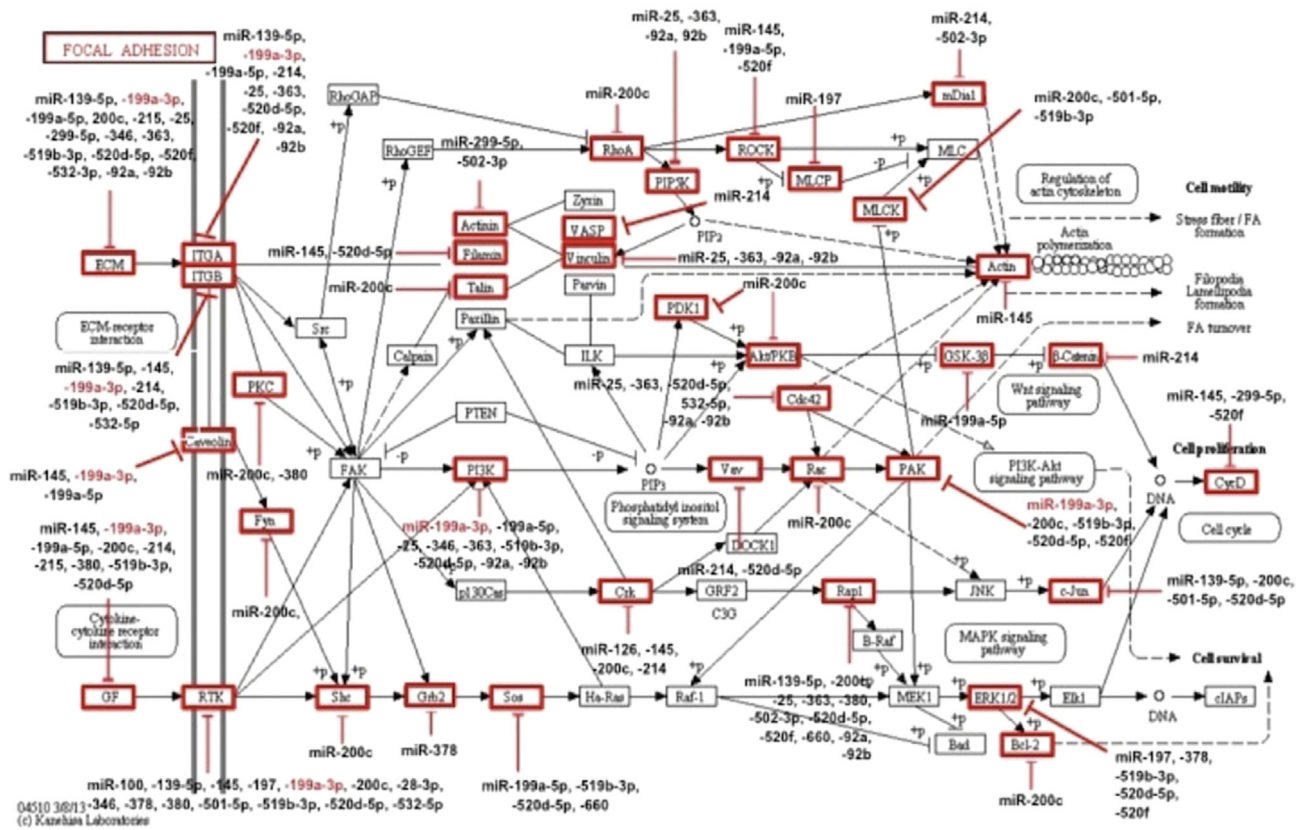 FOCAL ADHESION
miR-139-5p,
-199a-3p,
-199a-5p, -214,
-25, -363,
-520d-5p,
-520f, -92a,
-92b
miR-139-5p, -199a-3p,
-199a-5p, 200c, -215, -25,
-299-5p, -346, -363,
-519b-3p, -520d-5p, -520f,
-532-3p, -92a, -92b
miR-25, -363,
-92a, 92b
miR-145,
-199a-5p,
-520f
miR-214,
-502-3p
miR-200c
miR-197
miR-200c, -501-5p,
-519b-3p
RhoGAP
mDia1
+p
RhoGEF
miR-299-5p,
-502-3p
RhoA
ROCK
MLC
+p
-p
+p
+p
PIP5K
MLCP
MLCK
+p
Regulation of
actin cytoskeleton
Cell motility
Stress fiber / FA
formation
Zyxin
Actinin
VASP
miR-214
PIP2
Actin
polymerization
ECM
ITGA
ITGB
miR-145, -520d-5p
Filamin
Vinculin
miR-25, -363, -92a, -92b
Actin
miR-200c
Talin
Parvin
miR-200c
Filopodia
Lamellipodia
formation
PDK1
miR-145
FA turnover
ECM-receptor
interaction
Src
Paxillin
+p
Calpain
+p
ILK
+p
+p
Akt/PKB
GSK-3β
β-Catenin
miR-214
miR-139-5p, -145,
-199a-3p, -214,
-519b-3p, -520d-5p,
-532-5p
PKC
+p
miR-25, -363, -520d-5p,
532-5p,
-92a, -92b
Cdc42
miR-199a-5p
Wnt signaling
pathway
miR-145, -299-5p,
-520f
PTEN
Caveolin
+p
-p
-p
Cell proliferation
miR-145, -199a-3p,
-199a-5p
miR-200c, -380
FAK
PI3K
PIP3
Vav
Rac
PAK
PI3K-Akt
signaling pathway
DNA
CycD
Fyn
Phosphatidyl inositol
signaling system
miR-200c
miR-199a-3p,
-200c, -519b-3p,
-520d-5p, -520f
Cell cycle
miR-145, -199a-3p,
-199a-5p, -200c, -214,
-215, -380, -519b-3p,
-520d-5p
miR-199a-3p, -199a-5p,
-25, -346, -363, -519b-3p,
-520d-5p, -92a, -92b
DOCK1
miR-214, -520d-5p
miR-200c,
+p
p130Cas
Crk
GRF2
C3G
Rap1
JNK
+p
c-Jun
miR-139-5p, -200c,
-501-5p, -520d-5p
Cytokine-
cytokine receptor
interaction
B-Raf
+p
MAPK signaling
pathway
miR-126, -145,
-200c, -214
Cell survival
GF
RTK
+p
+p
Shc
+p
Grb2
Sos
Ha-Ras
+p
Raf-1
miR-139-5p, -200c,
-25, -363, -380,
-502-3p, -520d-5p,
-520f, -660, -92a,
-92b
+p
MEK1
+p
ERK1/2
+p
Elk1
DNA
cIAPs
+p
Bad
+p
Bcl-2
miR-200c
miR-378
miR-197, -378,
-519b-3p,
-520d-5p,
-520f
miR-100, -139-5p, -145, -197, -199a-3p, -200c, -28-3p,
-346, -378, -380, -501-5p, -519b-3p, -520d-5p, -532-5p
miR-199a-5p, -519b-3p,
-520d-5p, -660
miR-200c
04510 3/8/13
(c) Kanehisa Laboratories